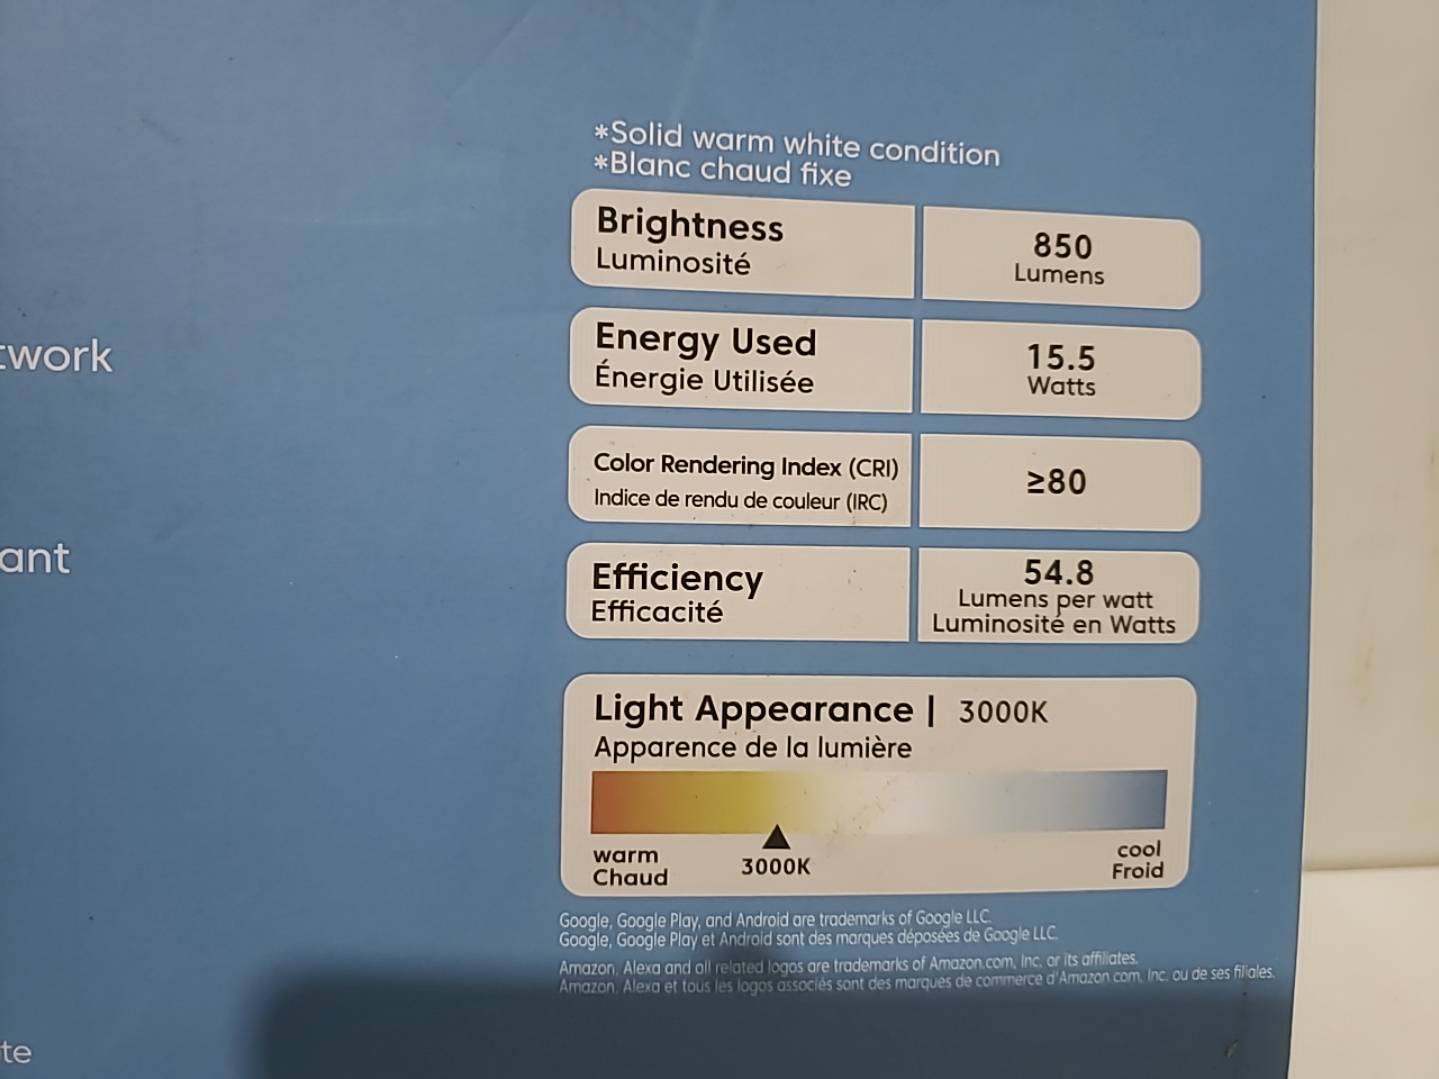 *Solid warm white condition
*Blanc chaud fixe
Brightness
Luminosité
850
Lumens
Energy Used
Énergie Utilisée
15.5
Watts
Color Rendering Index (CRI)
Indice de rendu de couleur (IRC)
≥80
Efficiency
Efficacité
54.8
Lumens per watt
Luminosité en Watts
Light Appearance | 3000K
Apparence de la lumière
warm
Chaud
3000K
cool
Froid
Google, Google Play, and Android are trademarks of Google LLC.
Google, Google Play et Android sont des marques déposées de Google LLC.
Amazon, Alexa and all related logos are trademarks of Amazon.com, Inc. or its affiliates.
Amazon, Alexa et tous les logos associés sont des marques de commerce d'Amazon.com, Inc. ou de ses filiales.
twork
ant
te